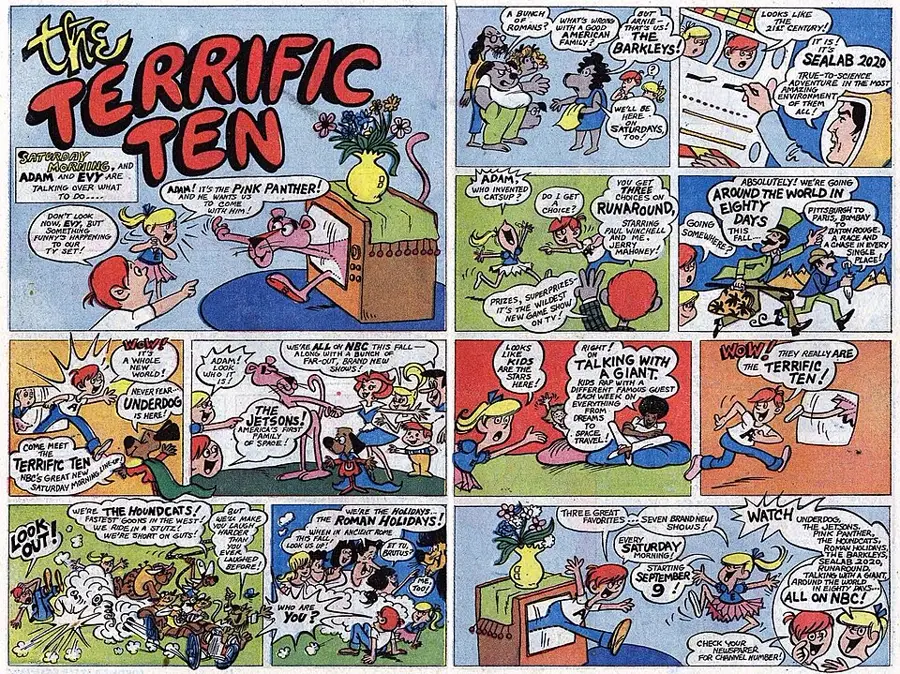 the
TERRIFIC
TEN
SATURDAY
MORNING, AND
ADAM AND EVY ARE
TALKING OVER WHAT
TO DO....
DON'T LOOK
NOW, EVY, BUT
SOMETHING
FUNNY'S HAPPENING
TO OUR
TV SET!
ADAM! IT'S THE PINK PANTHER!
AND HE WANTS US
TO COME
WITH HIM!
WOW!
IT'S
A WHOLE
NEW
WORLD!
NEVER FEAR--
UNDERDOG
IS HERE!
COME MEET
THE
TERRIFIC TEN
NBC'S GREAT NEW
SATURDAY MORNING LINE-UP!
ADAM!
LOOK
WHO IT
IS!
WE'RE ALL ON NBC THIS FALL--
ALONG WITH A BUNCH OF
FAR-OUT, BRAND NEW
SHOWS!
THE
JETSONS!
AMERICA'S FIRST
FAMILY
OF SPACE!
LOOK
OUT!
WE'RE THE HOUNDCATS!
FASTEST GOONS IN THE WEST!
WE RIDE IN A STUTZ!
WE'RE SHORT ON GUTS!
BUT
WE'LL MAKE
YOU LAUGH
HARDER
THAN
YOU
EVER
LAUGHED
BEFORE!
WE'RE THE HOLIDAYS...
THE ROMAN HOLIDAYS!
WHEN IN ANCIENT ROME
THIS FALL,
LOOK US UP!
ET TU,
BRUTUS?
ME,
TOO!
WHO ARE
YOU?
A BUNCH
OF
ROMANS?
WHAT'S WRONG
WITH A GOOD
AMERICAN
FAMILY?
BUT
ARNIE--
THAT'S US!
THE
BARKLEYS!
?
WE'LL BE
HERE
ON
SATURDAYS,
TOO!
LOOKS LIKE
THE
21ST CENTURY!
IT IS!
IT'S
SEALAB 2020
TRUE-TO-SCIENCE
ADVENTURE IN THE MOST
AMAZING
ENVIRONMENT
OF THEM
ALL!
ADAM!
WHO INVENTED
CATSUP?
DO I GET
A
CHOICE?
YOU GET
THREE
CHOICES ON
RUNAROUND,
STARRING
PAUL WINCHELL
AND ME,
JERRY
MAHONEY!
PRIZES, SUPERPRIZES--
IT'S THE WILDEST
NEW GAME SHOW
ON TV!
GOING
SOMEWHERE?
ABSOLUTELY! WE'RE GOING
AROUND THE WORLD IN
EIGHTY
DAYS
THIS
FALL--
PITTSBURGH TO
PARIS, BOMBAY
TO
BATON ROUGE.
A RACE AND
A CHASE IN EVERY
SINGLE
PLACE!
LOOKS
LIKE KIDS
ARE THE
STARS
HERE!
RIGHT!
ON
TALKING WITH
A GIANT.
KIDS RAP WITH A
DIFFERENT FAMOUS GUEST
EACH WEEK ON
EVERYTHING
FROM
DREAMS
TO
SPACE
TRAVEL!
WOW! THEY REALLY ARE
THE TERRIFIC
TEN!
THREE GREAT
FAVORITES... SEVEN BRAND NEW
SHOWS!
EVERY
SATURDAY
MORNING!
STARTING
SEPTEMBER
9!
WATCH
UNDERDOG,
THE JETSONS,
PINK PANTHER,
THE HOUNDCATS,
ROMAN HOLIDAYS,
THE BARKLEYS,
SEALAB 2020,
RUNAROUND,
TALKING WITH A GIANT,
AROUND THE WORLD
IN EIGHTY DAYS...
ALL ON NBC!
CHECK YOUR
NEWSPAPER
FOR CHANNEL NUMBER!